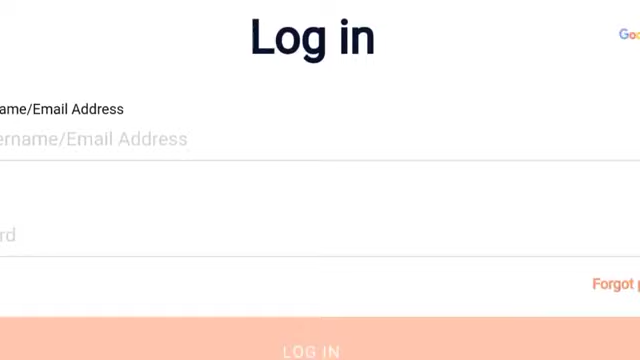 Log in
Goo
ame/Email Address
ername/Email Address
rd
Forgot p
LOG IN